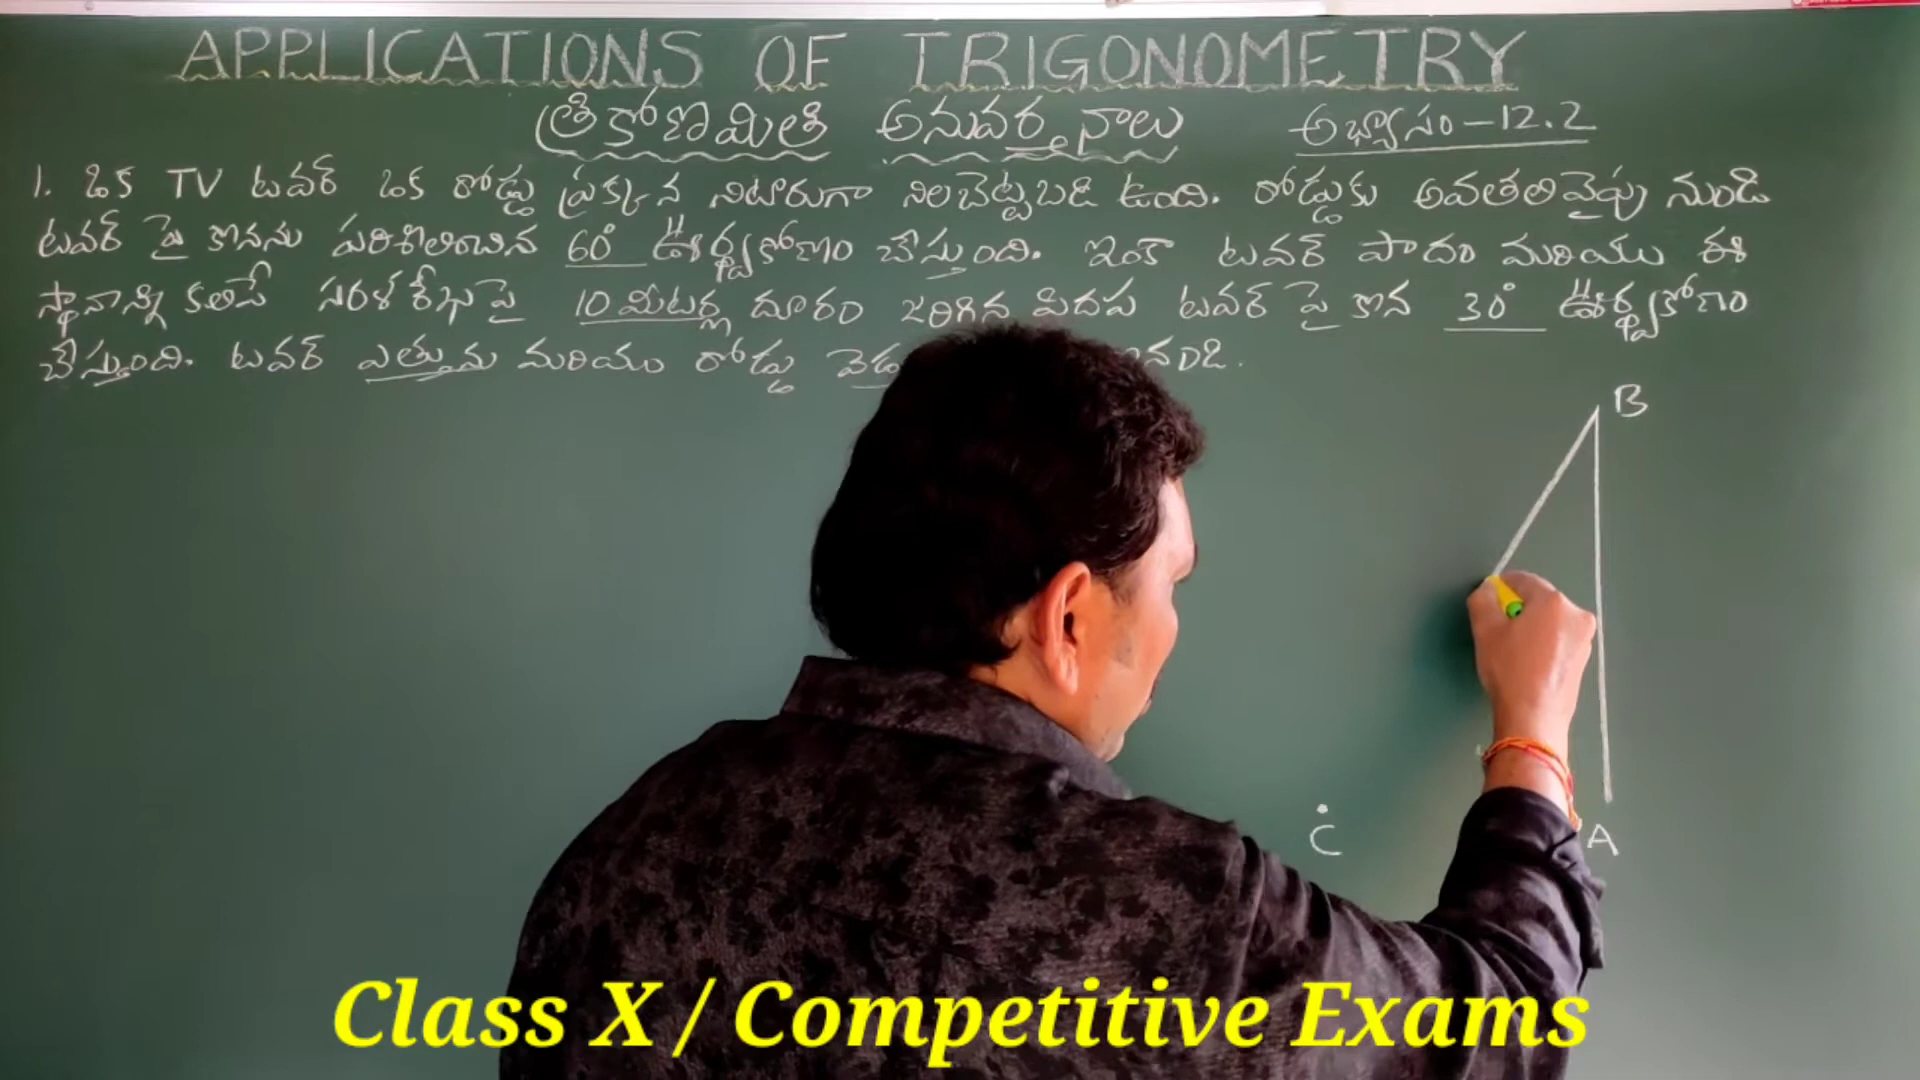 APPLICATIONS OF TRIGONOMETRY
త్రికోణమితి అనువర్తనాలు అభ్యాసం-12.2
1. ఒక TV టవర్ ఒక రోడ్డు ప్రక్కన నిటారుగా నిలబెట్టబడి ఉంది. రోడ్డుకు అవతలివైపు నుండి
టవర్ పై కొనను పరిశీలించిన 60° ఊర్థ్వకోణం చేస్తుంది. ఇంకా టవర్ పాదం మరియు ఈ
స్థానాన్ని కలిపే సరళరేఖపై 10 మీటర్ల దూరం జరిగిన పిదప టవర్ పై కొన 30° ఊర్థ్వకోణం
చేస్తుంది. టవర్ ఎత్తును మరియు రోడ్డు
B
C A
Class X / Competitive Exams